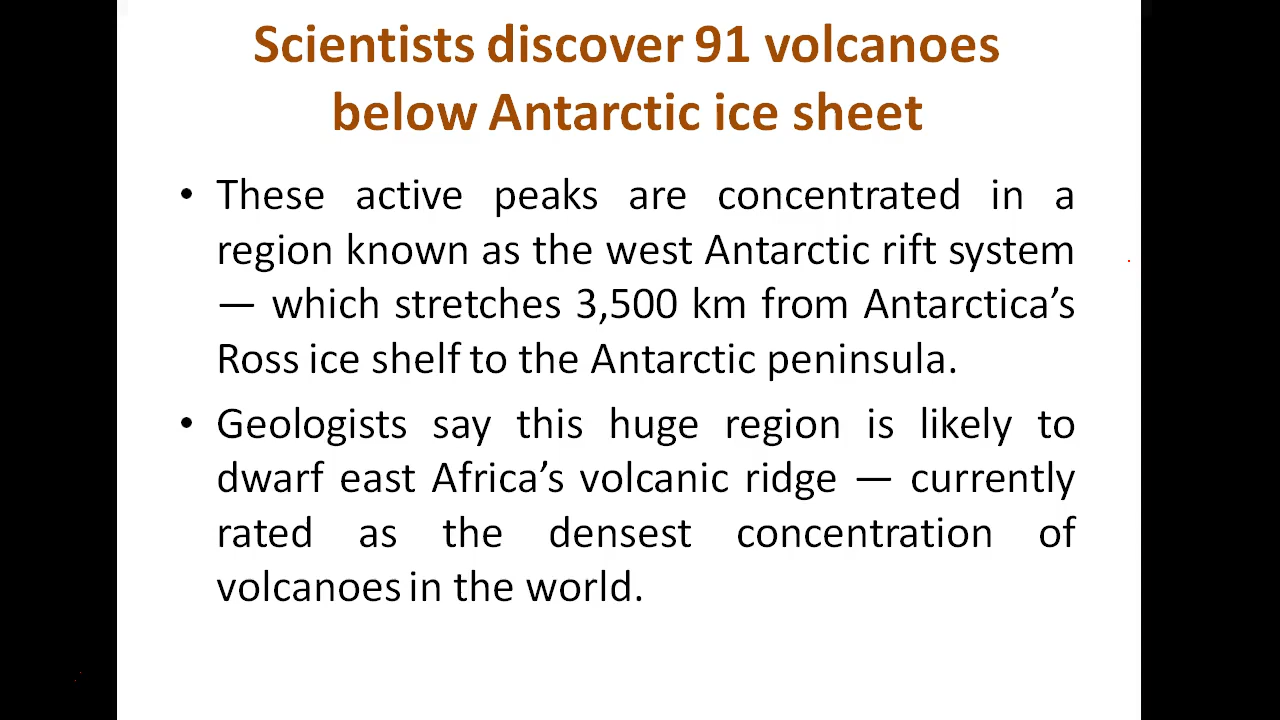 Scientists discover 91 volcanoes
below Antarctic ice sheet
• These active peaks are concentrated in a
region known as the west Antarctic rift system
— which stretches 3,500 km from Antarctica’s
Ross ice shelf to the Antarctic peninsula.
• Geologists say this huge region is likely to
dwarf east Africa’s volcanic ridge — currently
rated as the densest concentration of
volcanoes in the world.